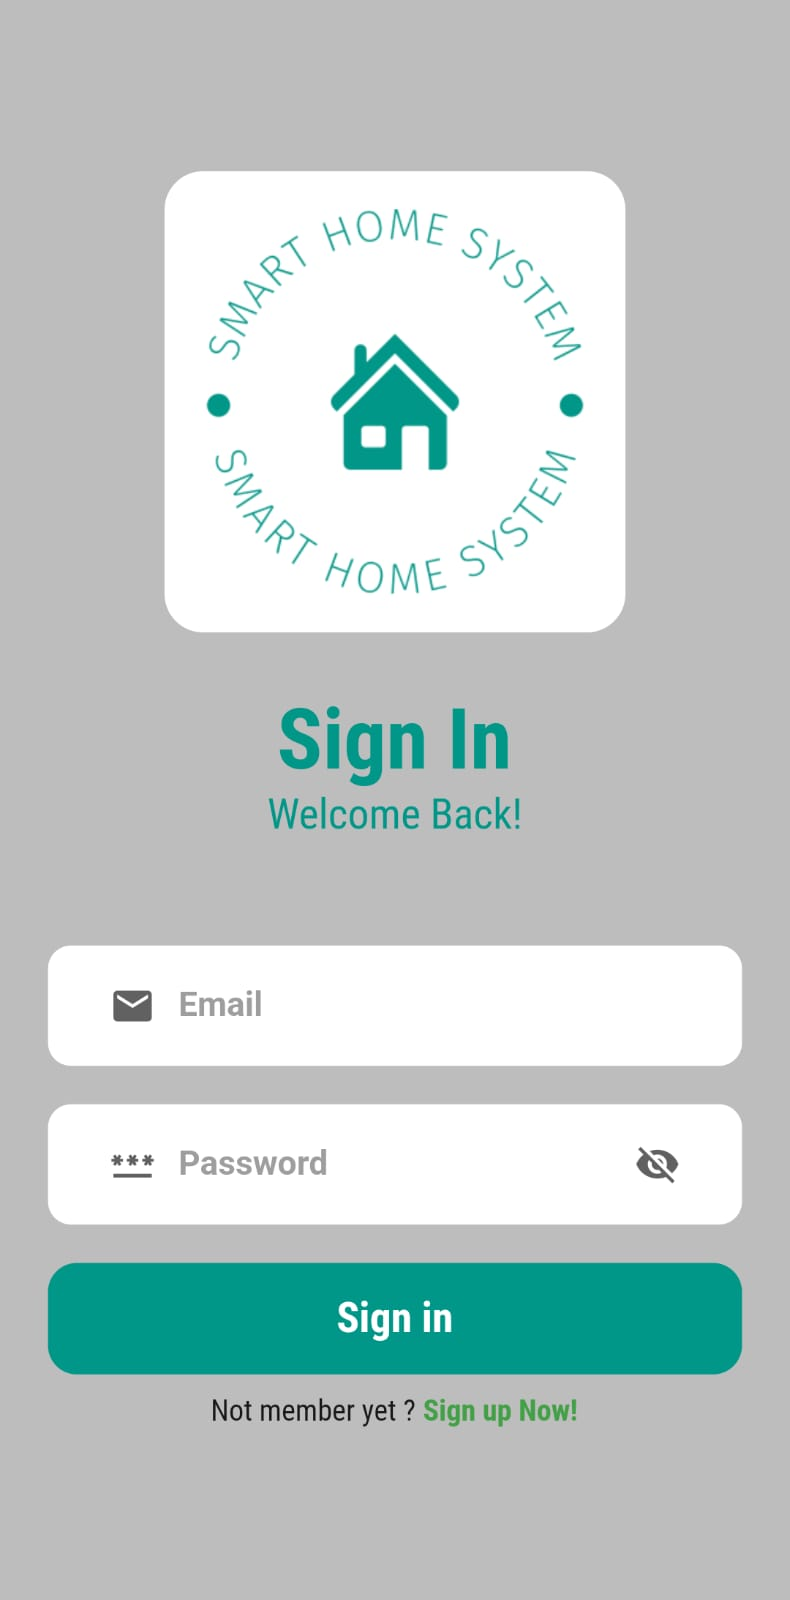 SMART HOME SYSTEM
SMART HOME SYSTEM
Sign In
Welcome Back!
Email
*** Password
Sign in
Not member yet ? Sign up Now!